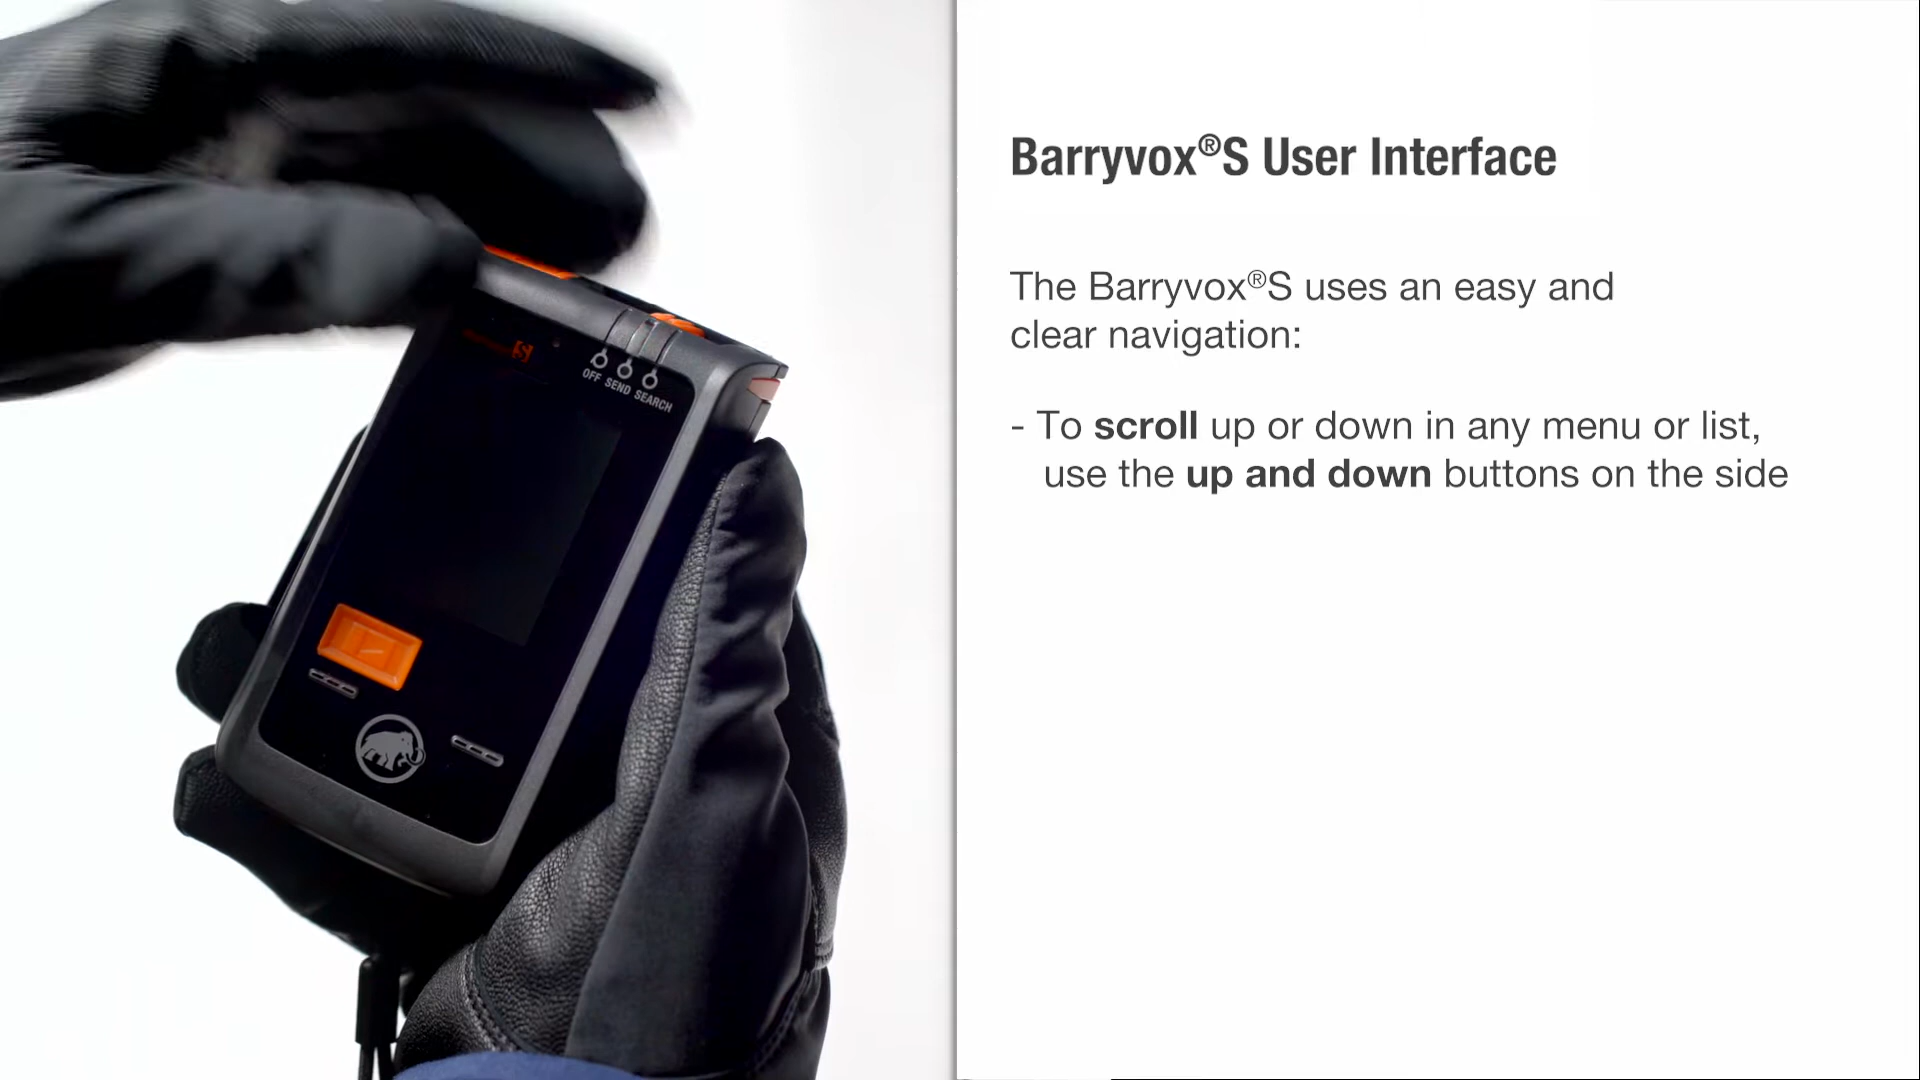 Barryvox®S User Interface
The Barryvox®S uses an easy and
clear navigation:
- To scroll up or down in any menu or list,
use the up and down buttons on the side
S
OFF SEND SEARCH